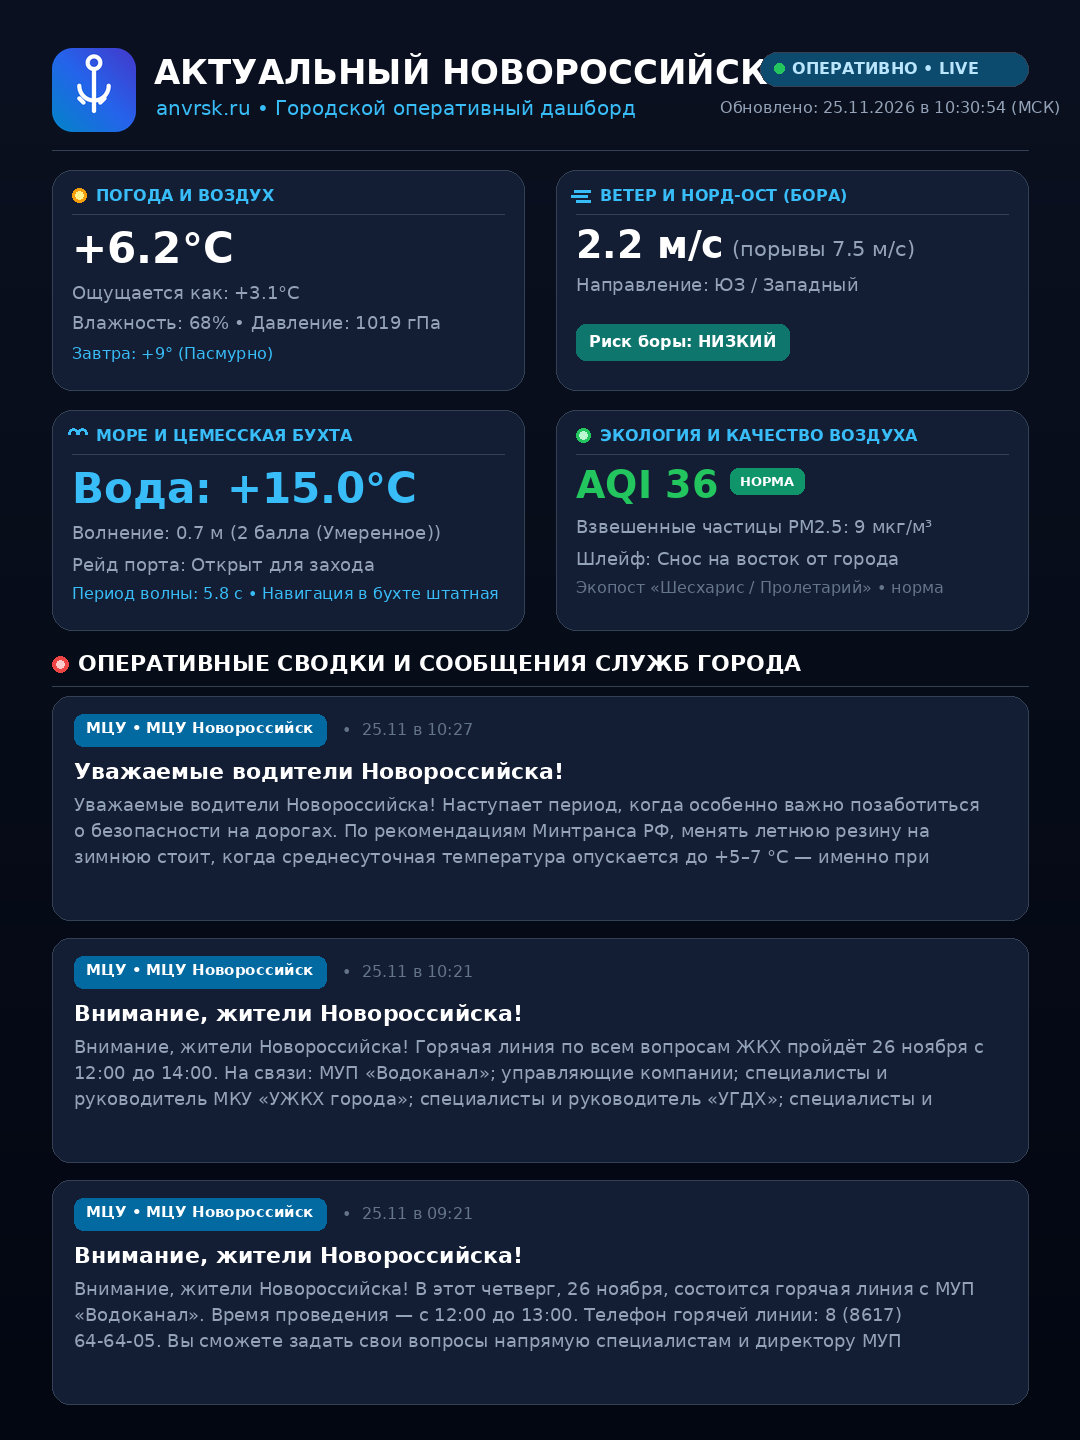 АКТУАЛЬНЫЙ НОВОРОССИЙСК
ОПЕРАТИВНО • LIVE
anvrsk.ru • Городской оперативный дашборд
Обновлено: 25.11.2026 в 10:30:54 (МСК)
ПОГОДА И ВОЗДУХ
+6.2°C
Ощущается как: +3.1°C
Влажность: 68% • Давление: 1019 гПа
Завтра: +9° (Пасмурно)
ВЕТЕР И НОРД-ОСТ (БОРА)
2.2 м/с (порывы 7.5 м/с)
Направление: ЮЗ / Западный
Риск боры: НИЗКИЙ
МОРЕ И ЦЕМЕССКАЯ БУХТА
Вода: +15.0°C
Волнение: 0.7 м (2 балла (Умеренное))
Рейд порта: Открыт для захода
Период волны: 5.8 с • Навигация в бухте штатная
ЭКОЛОГИЯ И КАЧЕСТВО ВОЗДУХА
AQI 36 НОРМА
Взвешенные частицы PM2.5: 9 мкг/м³
Шлейф: Снос на восток от города
Экопост «Шесхарис / Пролетарий» • норма
ОПЕРАТИВНЫЕ СВОДКИ И СООБЩЕНИЯ СЛУЖБ ГОРОДА
МЦУ • МЦУ Новороссийск • 25.11 в 10:27
Уважаемые водители Новороссийска!
Уважаемые водители Новороссийска! Наступает период, когда особенно важно позаботиться
о безопасности на дорогах. По рекомендациям Минтранса РФ, менять летнюю резину на
зимнюю стоит, когда среднесуточная температура опускается до +5–7 °C — именно при
МЦУ • МЦУ Новороссийск • 25.11 в 10:21
Внимание, жители Новороссийска!
Внимание, жители Новороссийска! Горячая линия по всем вопросам ЖКХ пройдёт 26 ноября с
12:00 до 14:00. На связи: МУП «Водоканал»; управляющие компании; специалисты и
руководитель МКУ «УЖКХ города»; специалисты и руководитель «УГДХ»; специалисты и
МЦУ • МЦУ Новороссийск • 25.11 в 09:21
Внимание, жители Новороссийска!
Внимание, жители Новороссийска! В этот четверг, 26 ноября, состоится горячая линия с МУП
«Водоканал». Время проведения — с 12:00 до 13:00. Телефон горячей линии: 8 (8617)
64-64-05. Вы сможете задать свои вопросы напрямую специалистам и директору МУП